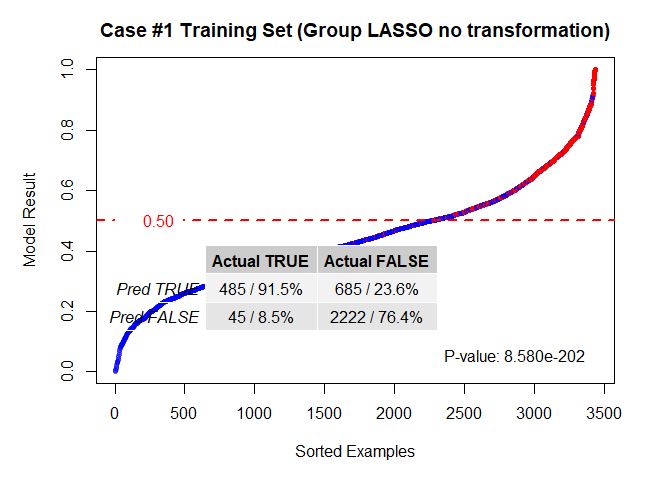 Case #1 Training Set (Group LASSO no transformation)
Model Result
1.0
0.8
0.6
0.4
0.2
0.0
0.50
Actual TRUE Actual FALSE
Pred TRUE 485 / 91.5% 685 / 23.6%
Pred FALSE 45 / 8.5% 2222 / 76.4%
P-value: 8.580e-202
0 500 1000 1500 2000 2500 3000 3500
Sorted Examples